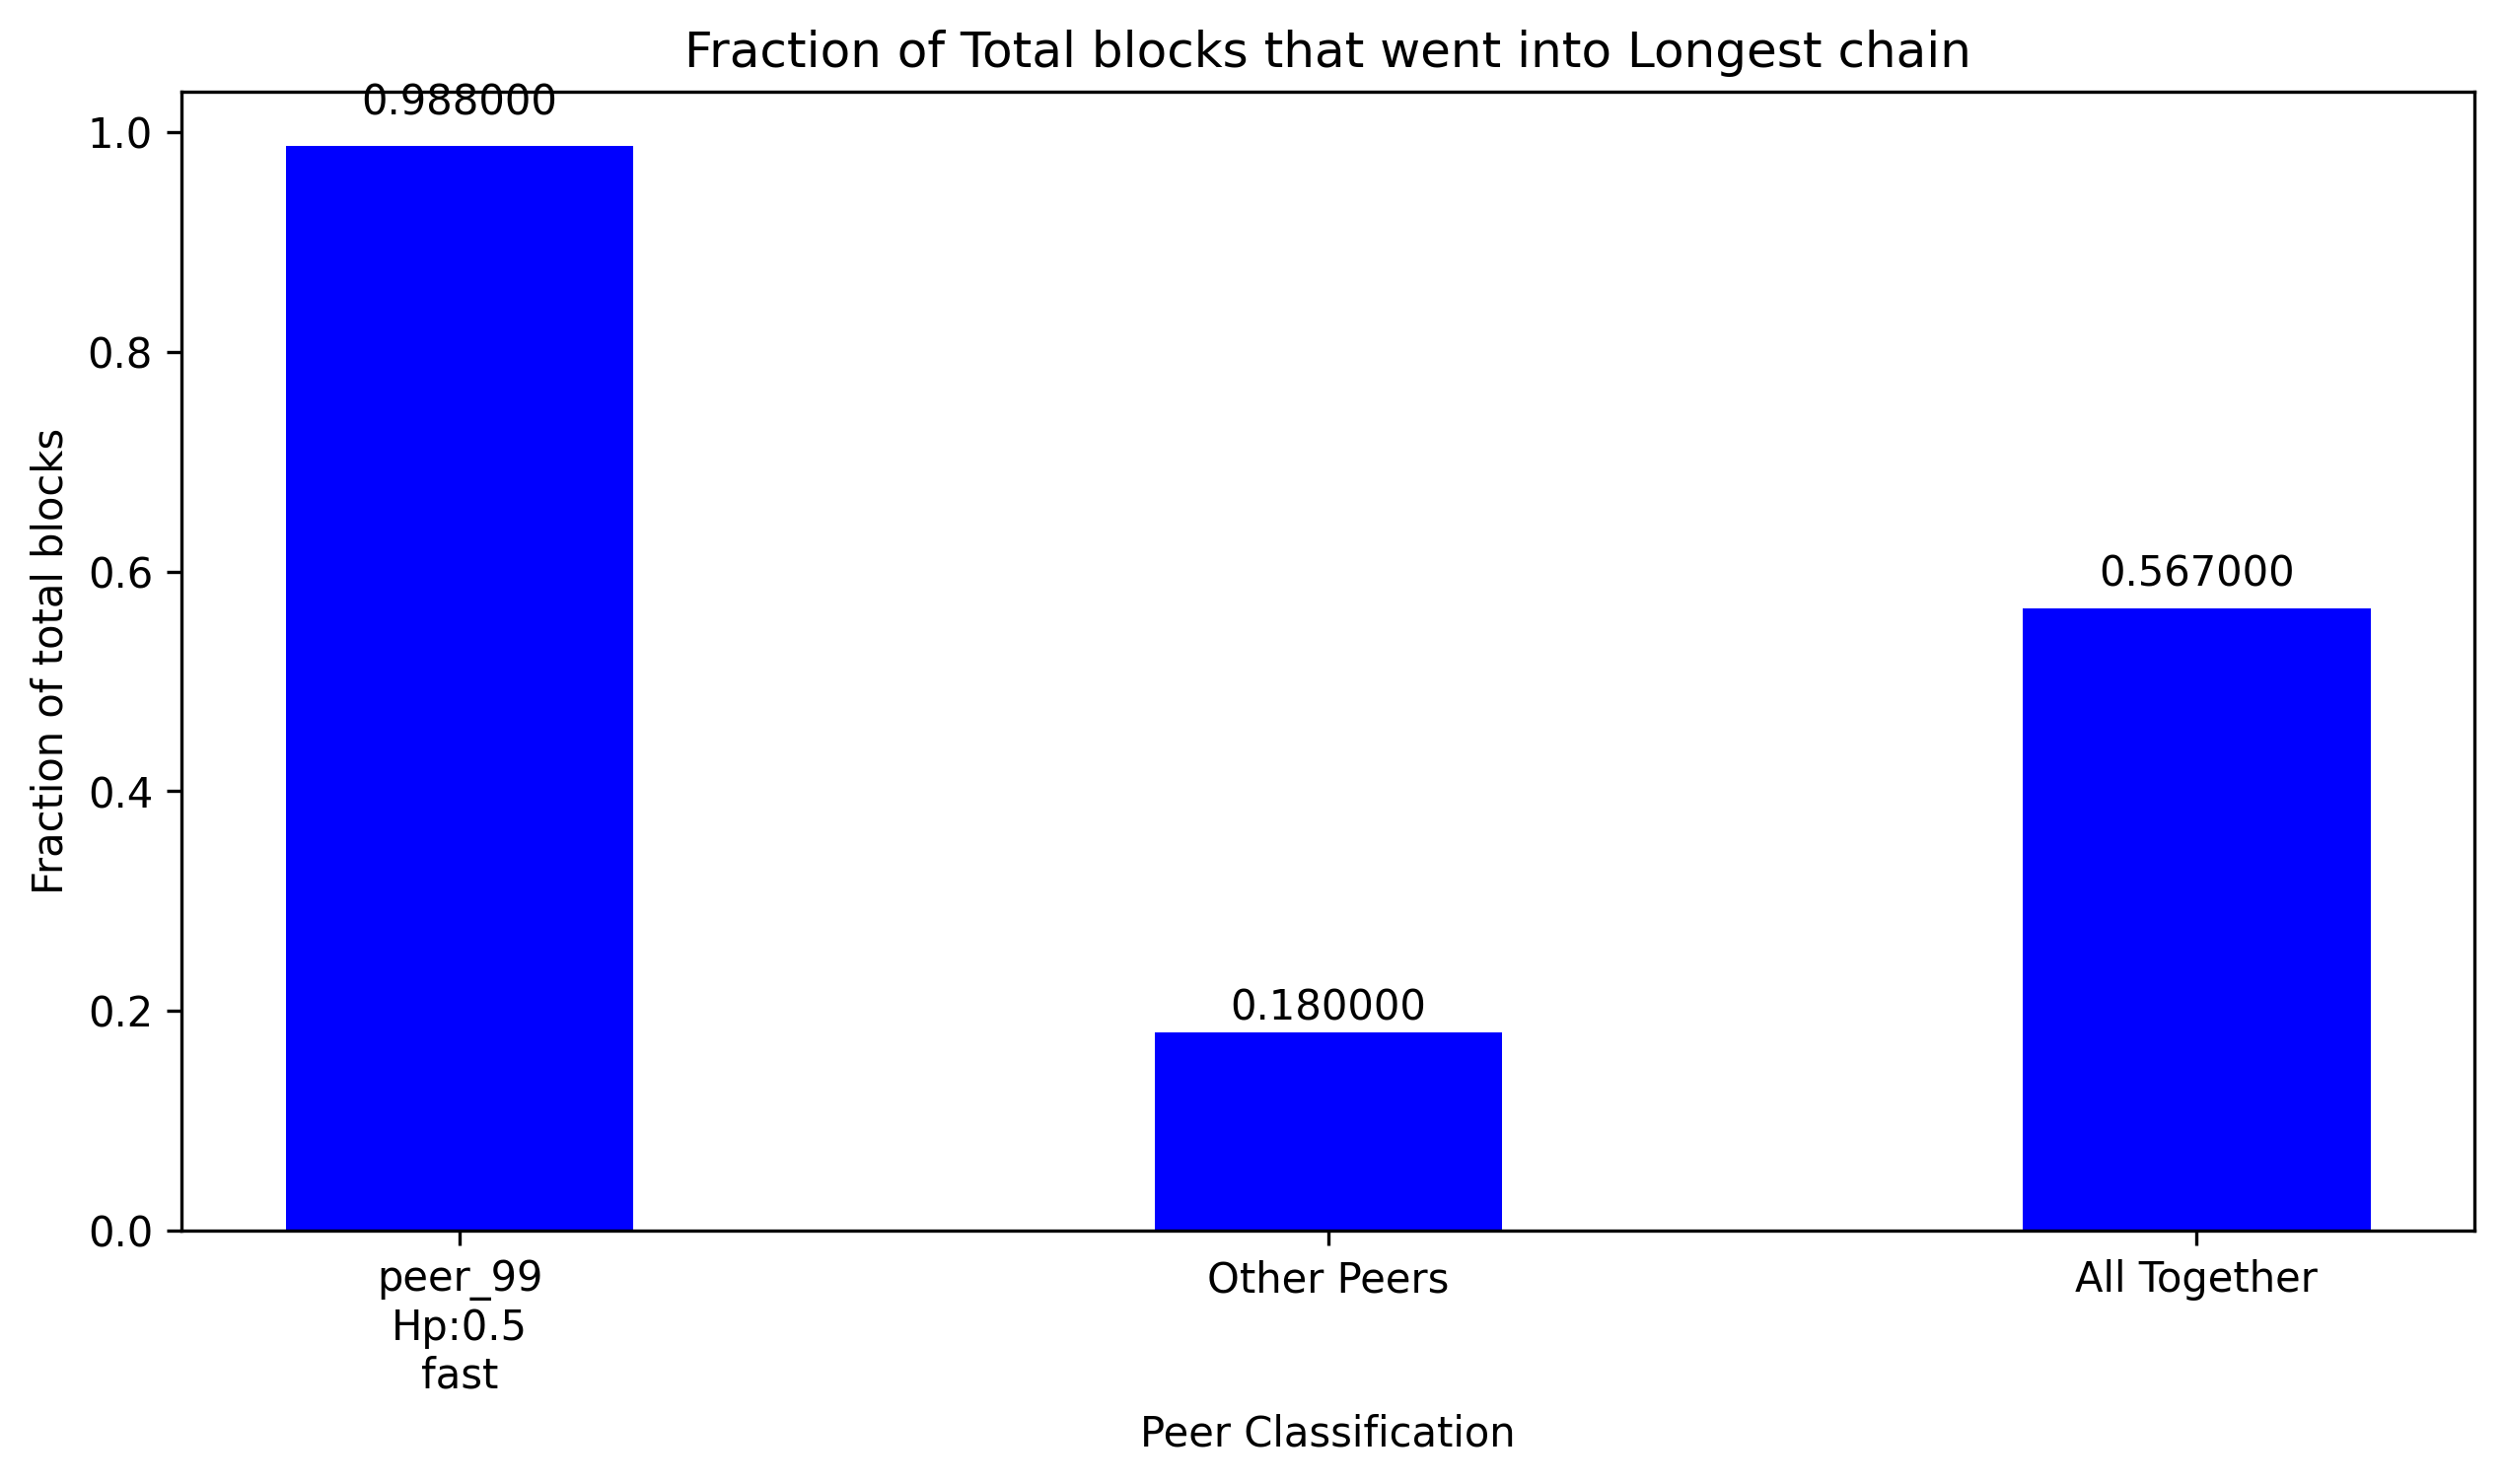 Fraction of Total blocks that went into Longest chain
0.988000
1.0
0.8
0.6
0.4
0.2
0.0
Fraction of total blocks
0.180000
0.567000
peer_99
Hp:0.5
fast
Other Peers
All Together
Peer Classification